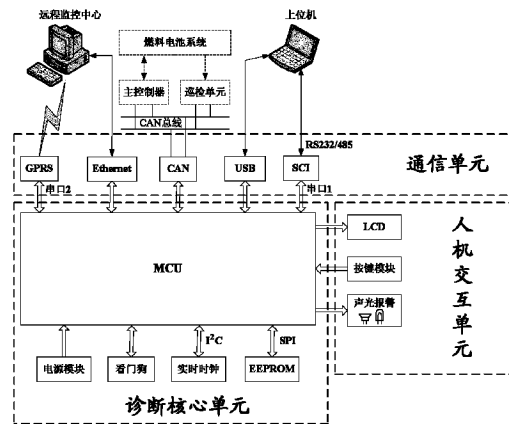 远程监控中心
上位机
燃料电池系统
主控制器
巡检单元
CAN总线
RS232/485
通信单元
GPRS
Ethernet
CAN
USB
SCI
串口2
串口1
MCU
LCD
按键模块
声光报警
人机交互单元
I²C
SPI
电源模块
看门狗
实时时钟
EEPROM
诊断核心单元